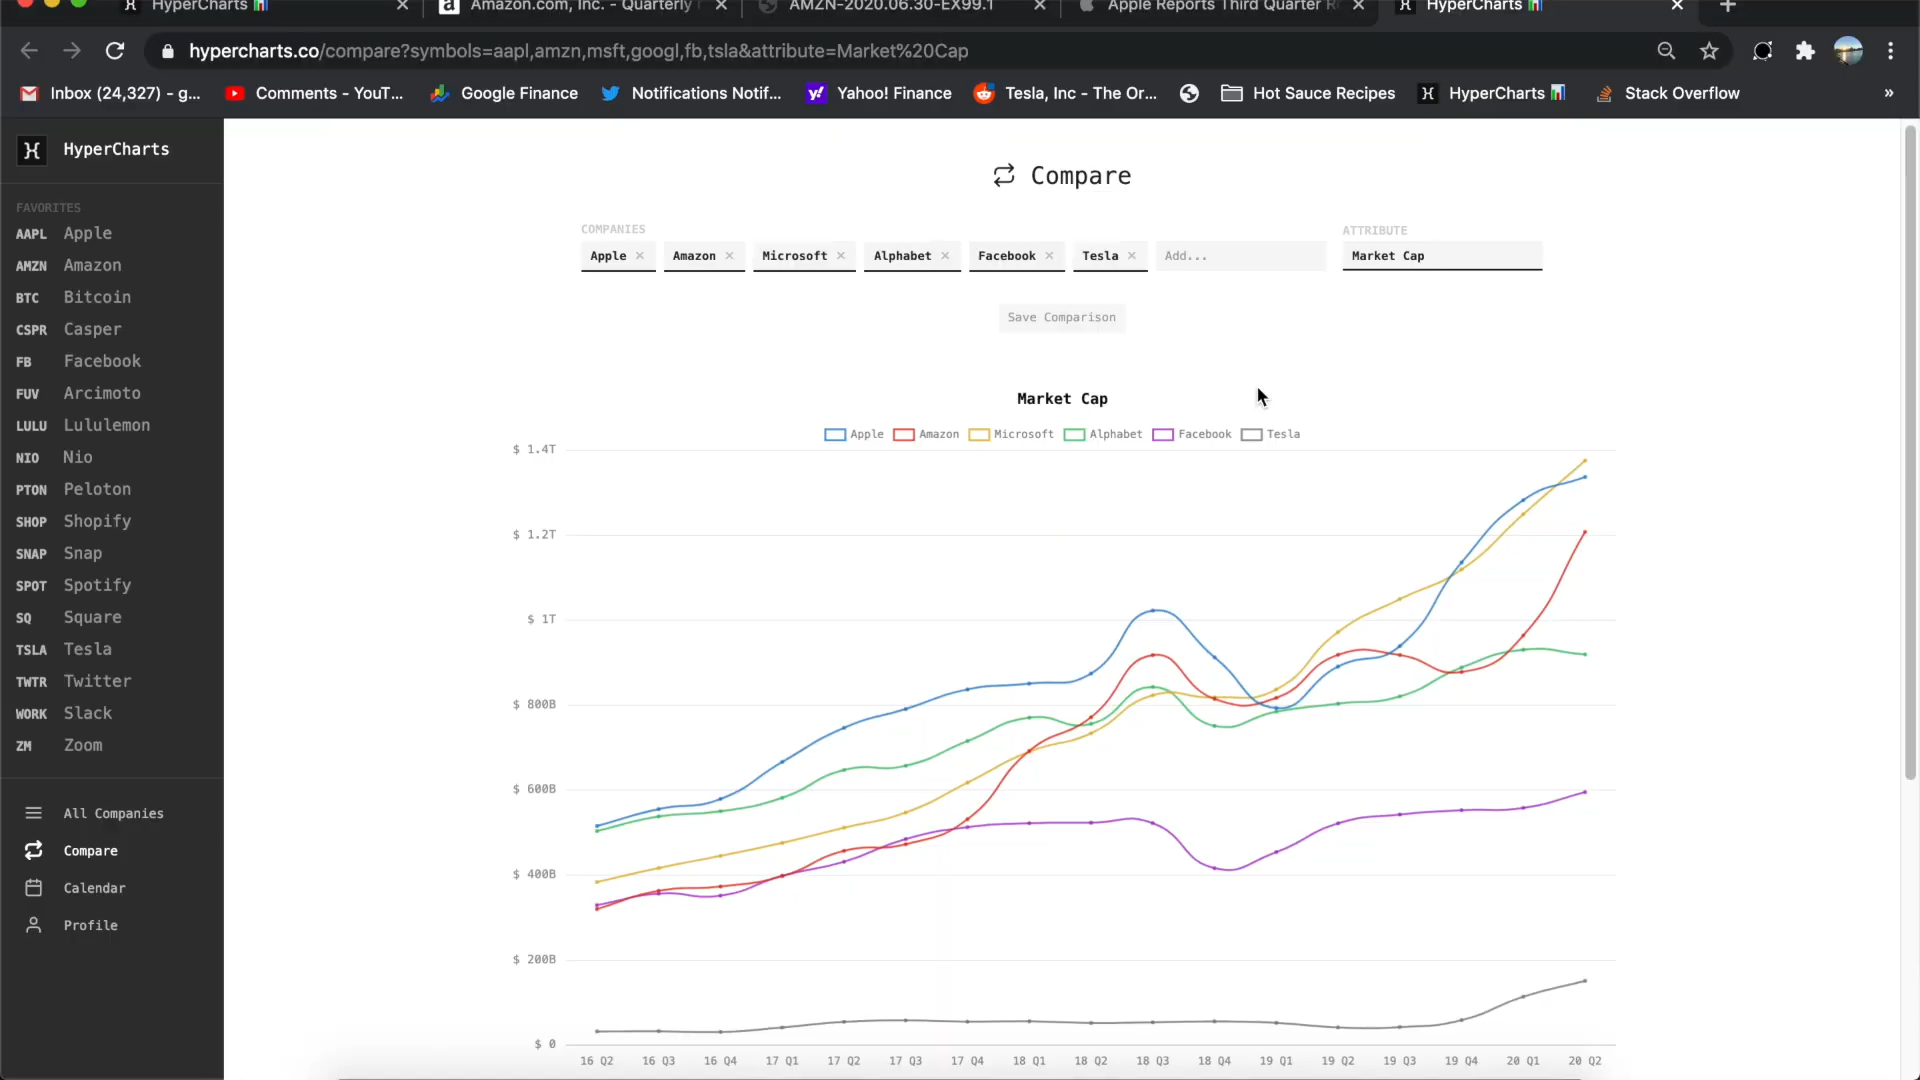 HyperCharts
Amazon.com, Inc. - Quarterly
AMZN-2020.06.30-EX99.1
Apple Reports Third Quarter R
HyperCharts
hypercharts.co/compare?symbols=aapl,amzn,msft,googl,fb,tsla&attribute=Market%20Cap
Inbox (24,327) - g...
Comments - YouT...
Google Finance
Notifications Notif...
Yahoo! Finance
Tesla, Inc - The Or...
Hot Sauce Recipes
HyperCharts
Stack Overflow
»
HyperCharts
FAVORITES
AAPL Apple
AMZN Amazon
BTC Bitcoin
CSPR Casper
FB Facebook
FUV Arcimoto
LULU Lululemon
NIO Nio
PTON Peloton
SHOP Shopify
SNAP Snap
SPOT Spotify
SQ Square
TSLA Tesla
TWTR Twitter
WORK Slack
ZM Zoom
All Companies
Compare
Calendar
Profile
Compare
COMPANIES
Apple × Amazon × Microsoft × Alphabet × Facebook × Tesla × Add...
ATTRIBUTE
Market Cap
Save Comparison
Market Cap
Apple Amazon Microsoft Alphabet Facebook Tesla
$ 1.4T
$ 1.2T
$ 1T
$ 800B
$ 600B
$ 400B
$ 200B
$ 0
16 Q2 16 Q3 16 Q4 17 Q1 17 Q2 17 Q3 17 Q4 18 Q1 18 Q2 18 Q3 18 Q4 19 Q1 19 Q2 19 Q3 19 Q4 20 Q1 20 Q2